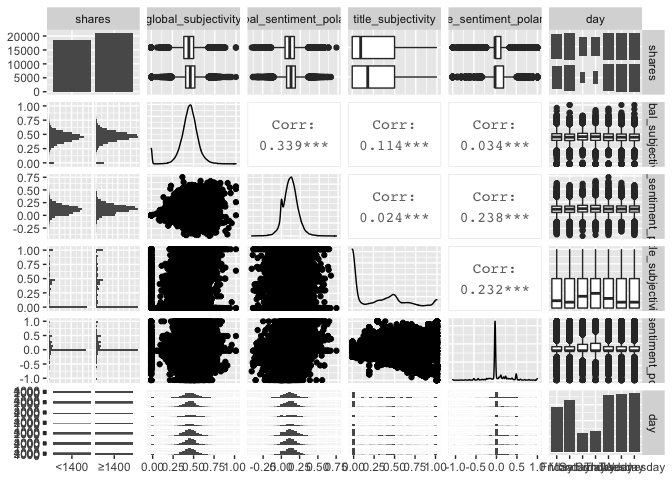 shares
global_subjectivity
bal_sentiment_pola
title_subjectivity
e_sentiment_polar
day
20000
15000
10000
5000
0
shares
1.00
0.75
0.50
0.25
0.00
Corr:
0.339***
Corr:
0.114***
Corr:
0.034***
0.75
0.50
0.25
0.00
-0.25
Corr:
0.024***
Corr:
0.238***
1.00
0.75
0.50
0.25
0.00
Corr:
0.232***
1.0
0.5
0.0
-0.5
-1.0
day
<1400
≥1400
0.00 0.25 0.50 0.75 1.00
-0.25 0.00 0.25 0.50 0.75
0.00 0.25 0.50 0.75 1.00
-1.0 -0.5 0.0 0.5 1.0